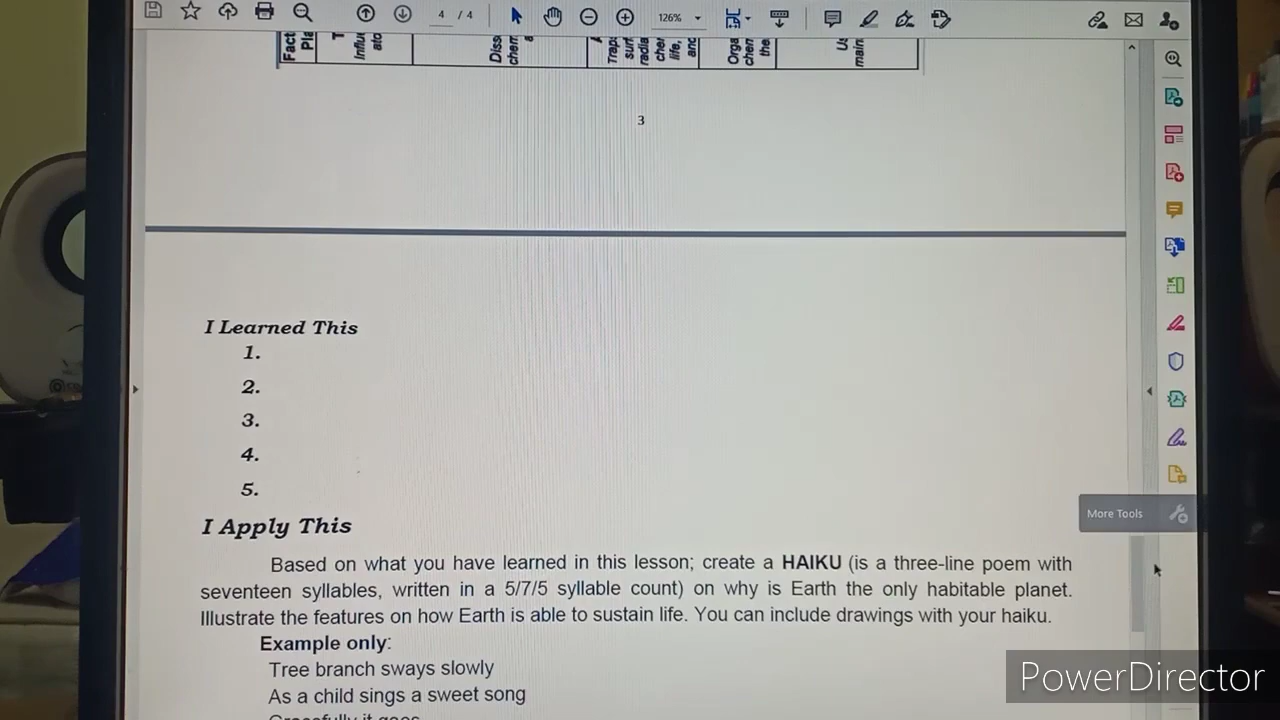 4 / 4
126%
3
I Learned This
1.
2.
3.
4.
5.
I Apply This
More Tools
Based on what you have learned in this lesson; create a HAIKU (is a three-line poem with
seventeen syllables, written in a 5/7/5 syllable count) on why is Earth the only habitable planet.
Illustrate the features on how Earth is able to sustain life. You can include drawings with your haiku.
Example only:
Tree branch sways slowly
As a child sings a sweet song
Gracefully it goes
PowerDirector